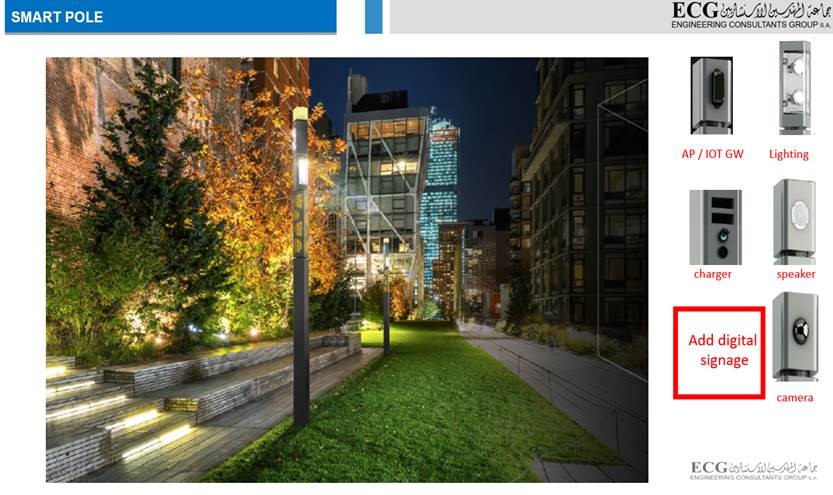 SMART POLE
ECG جماعة المهندسين الاستشاريين
ENGINEERING CONSULTANTS GROUP S.A.
AP / IOT GW
Lighting
charger
speaker
Add digital
signage
camera
ECG جماعة المهندسين الاستشاريين
ENGINEERING CONSULTANTS GROUP S.A.